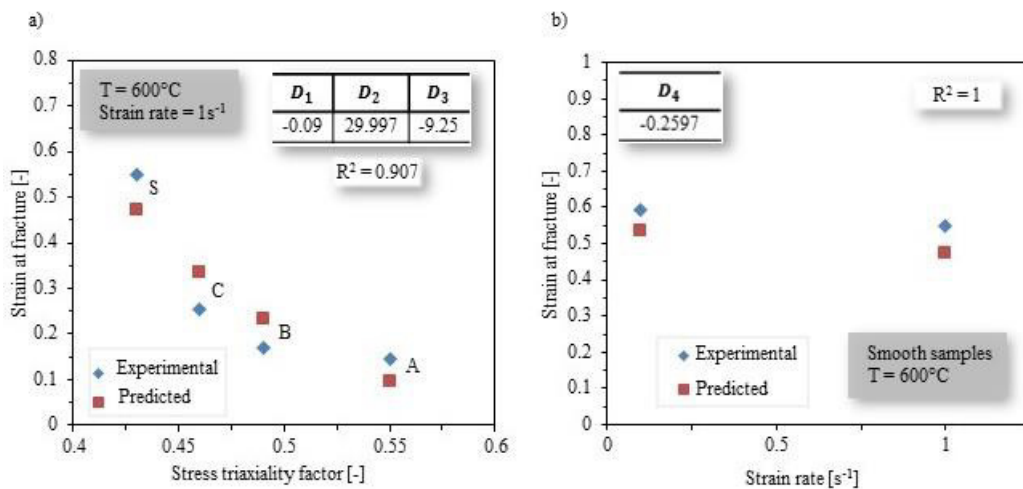 a)
0.8
0.7
0.6
0.5
0.4
0.3
0.2
0.1
0
Strain at fracture [-]
T = 600°C
Strain rate = 1s⁻¹
D₁ D₂ D₃
-0.09 29.997 -9.25
R² = 0.907
S
C
B
A
Experimental
Predicted
0.4 0.45 0.5 0.55 0.6
Stress triaxiality factor [-]
b)
1
0.9
0.8
0.7
0.6
0.5
0.4
0.3
0.2
0.1
0
Strain at fracture [-]
D₄
-0.2597
R² = 1
Experimental
Predicted
Smooth samples
T = 600°C
0 0.5 1
Strain rate [s⁻¹]